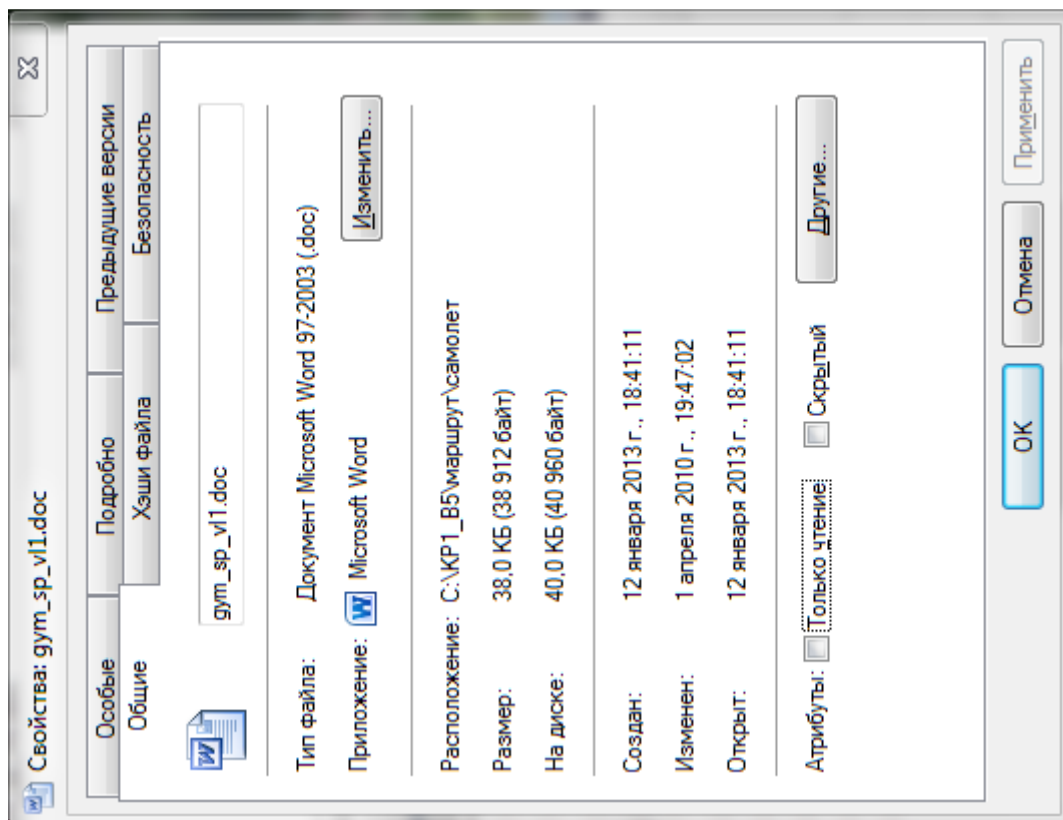 Свойства: gym_sp_vl1.doc
Особые Подробно Предыдущие версии
Общие Хэши файла Безопасность
gym_sp_vl1.doc
Тип файла: Документ Microsoft Word 97-2003 (.doc)
Приложение: Microsoft Word Изменить...
Расположение: C:\KP1_B5\маршрут\самолет
Размер: 38,0 КБ (38 912 байт)
На диске: 40,0 КБ (40 960 байт)
Создан: 12 января 2013 г., 18:41:11
Изменен: 1 апреля 2010 г., 19:47:02
Открыт: 12 января 2013 г., 18:41:11
Атрибуты: Только чтение Скрытый Другие...
ОК Отмена Применить